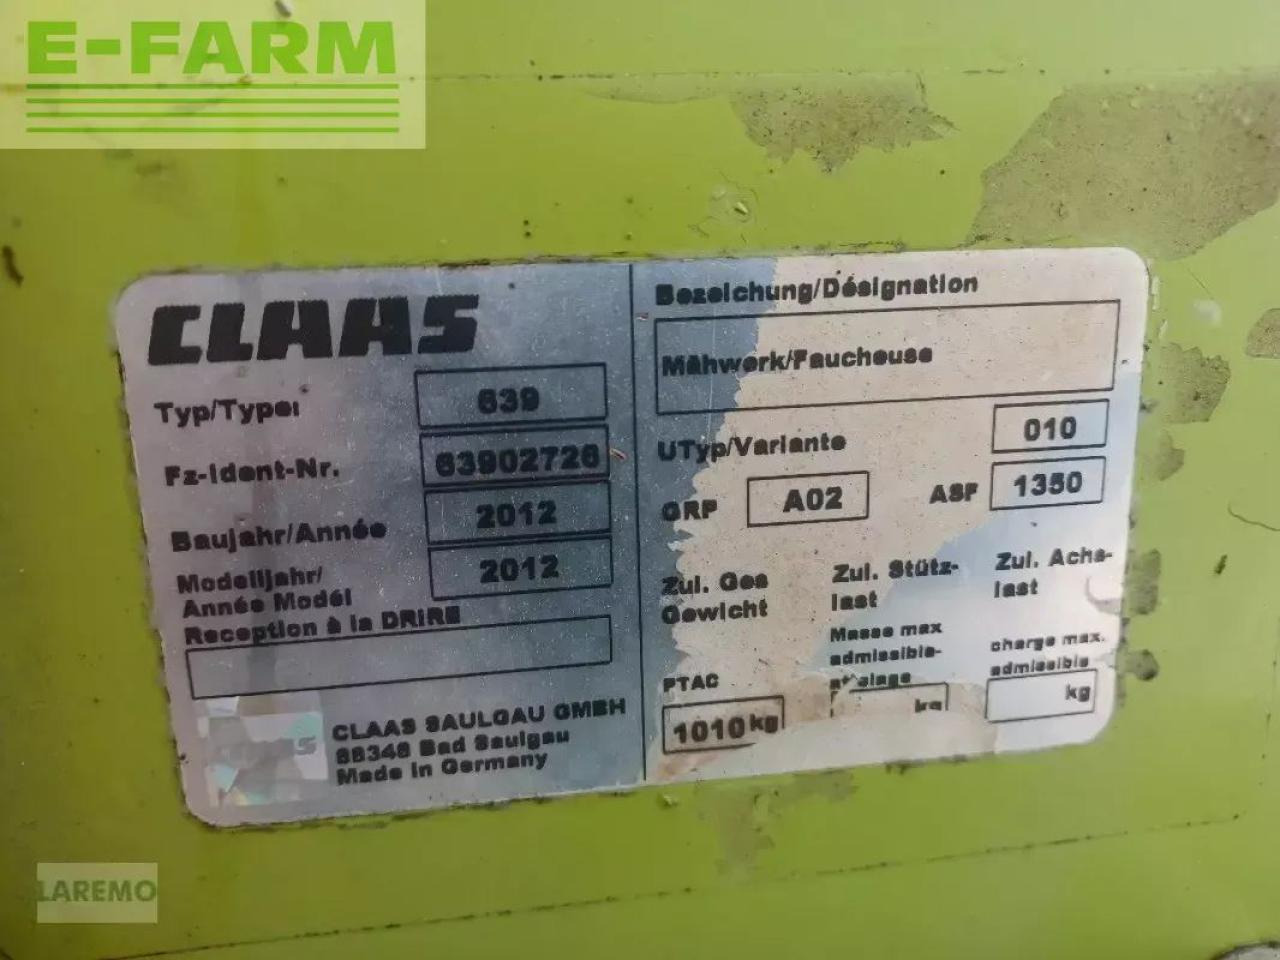 E-FARM
CLAAS
Typ/Type: 639
Fz-Ident-Nr. 63902726
Baujahr/Année 2012
Modelljahr/
Année Modél 2012
Reception à la DRIRE
CLAAS
CLAAS SAULGAU GMBH
88348 Bad Saulgau
Made in Germany
Bezeichung/Désignation
Mähwerk/Faucheuse
UTyp/Variante 010
GRP A02 ASF 1350
Zul. Ges
Gewicht
PTAC
1010 kg
Zul. Stütz-
last
Masse max
admissible-
kg
Zul. Achs-
last
charge max.
admissible
kg
LAREMO